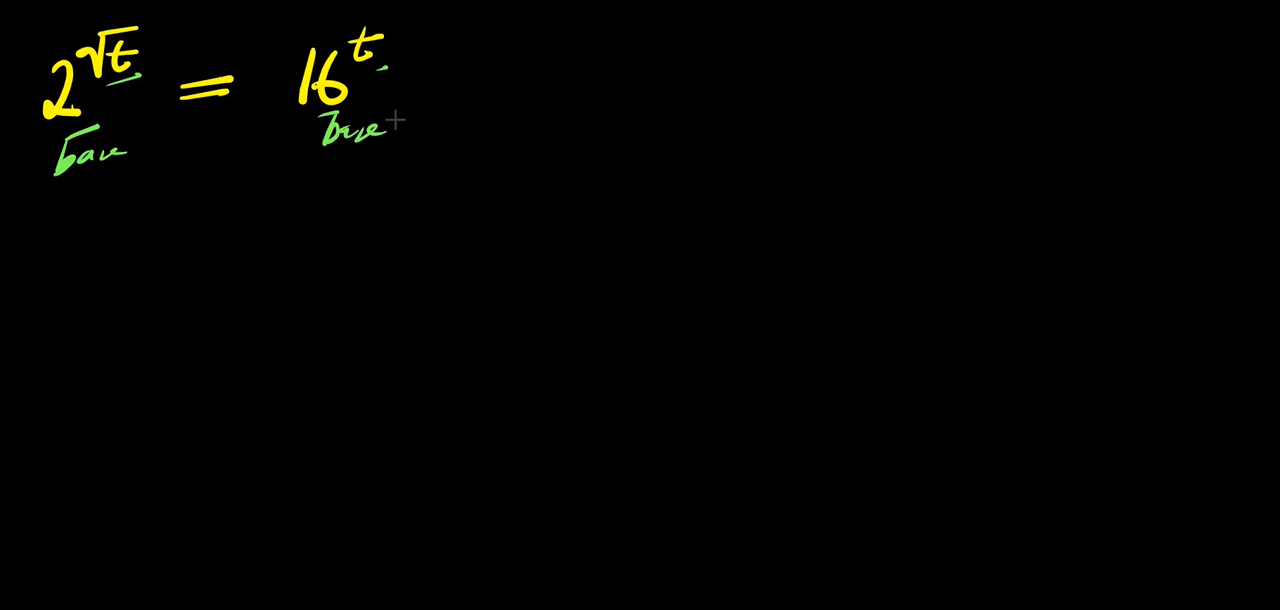 2^√t = 16^t
base base